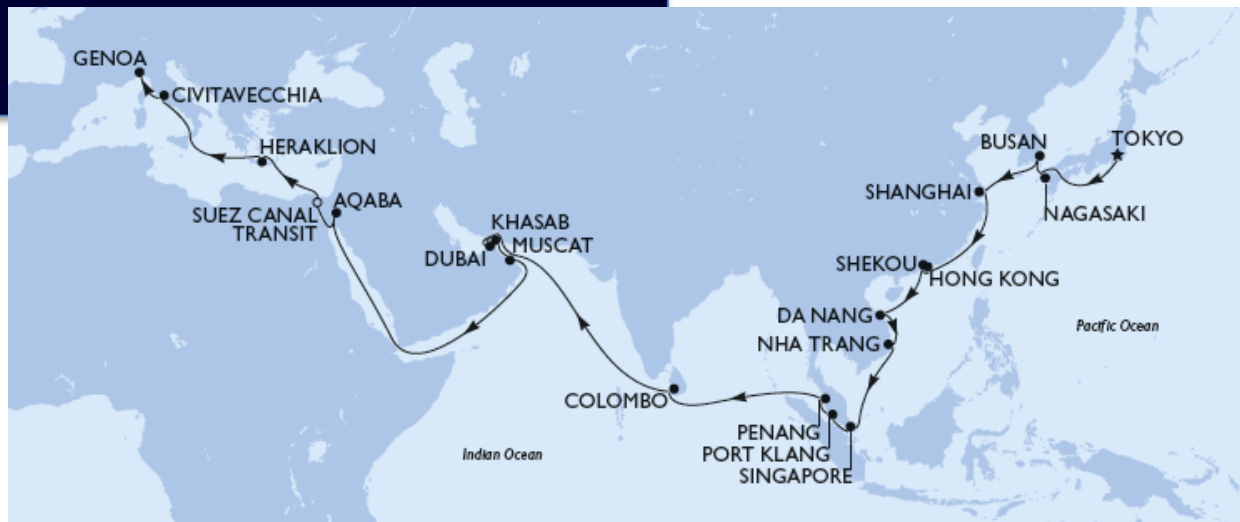 GENOA
CIVITAVECCHIA
HERAKLION
SUEZ CANAL
TRANSIT
AQABA
KHASAB
DUBAI
MUSCAT
BUSAN
TOKYO
SHANGHAI
NAGASAKI
SHEKOU
HONG KONG
DA NANG
NHA TRANG
Pacific Ocean
COLOMBO
PENANG
PORT KLANG
SINGAPORE
Indian Ocean